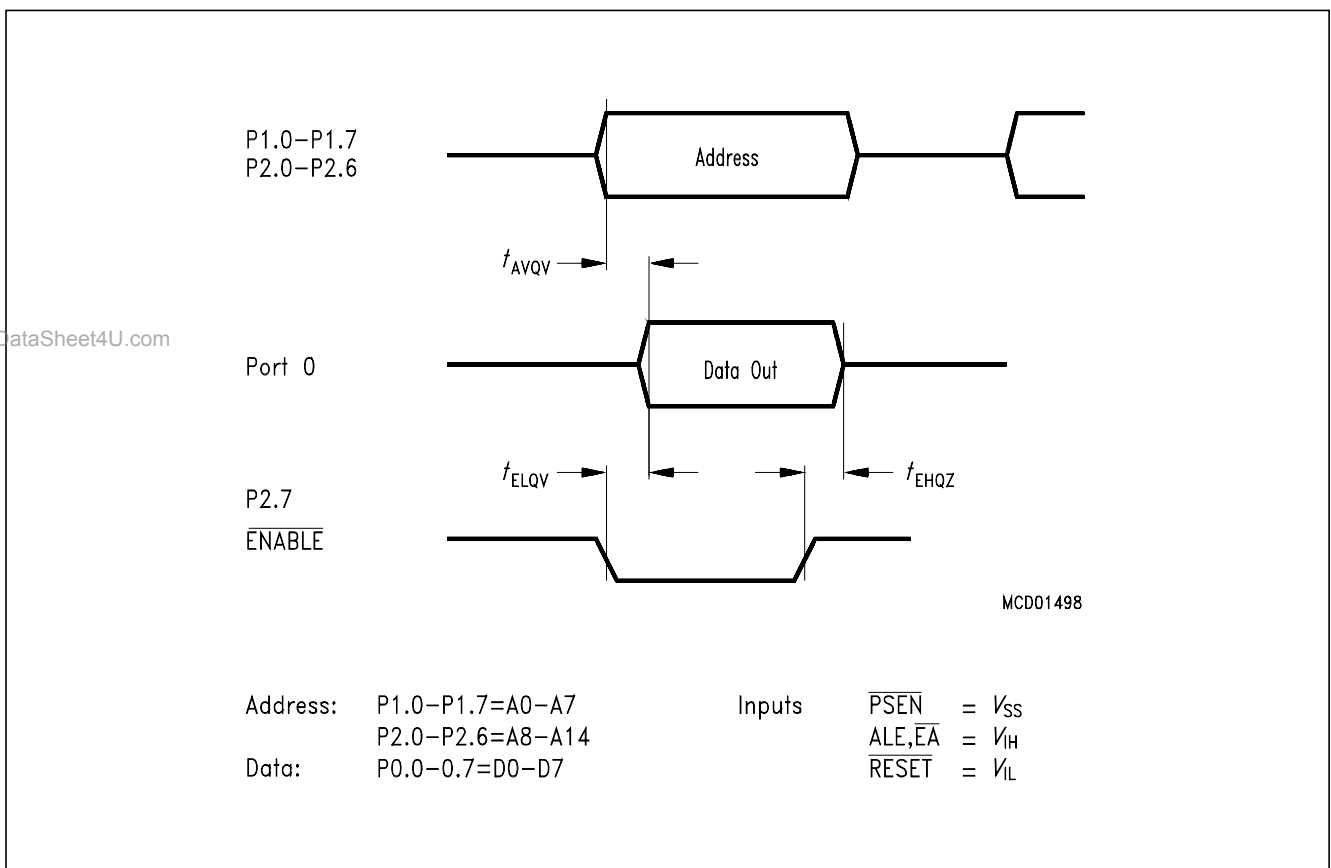 P1.0-P1.7
P2.0-P2.6
Address
tAVQV
DataSheet4U.com
Port 0
Data Out
tELQV
tEHQZ
P2.7
ENABLE
MCD01498
Address: P1.0-P1.7=A0-A7 Inputs PSEN = VSS
P2.0-P2.6=A8-A14 ALE,EA = VIH
Data: P0.0-0.7=D0-D7 RESET = VIL